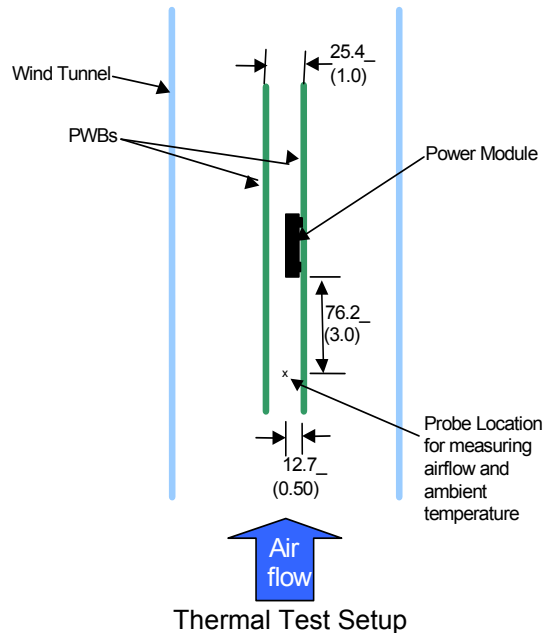 25.4_
(1.0)
Wind Tunnel
PWBs
Power Module
76.2_
(3.0)
x
Probe Location
for measuring
airflow and
ambient
temperature
12.7_
(0.50)
Air
flow
Thermal Test Setup